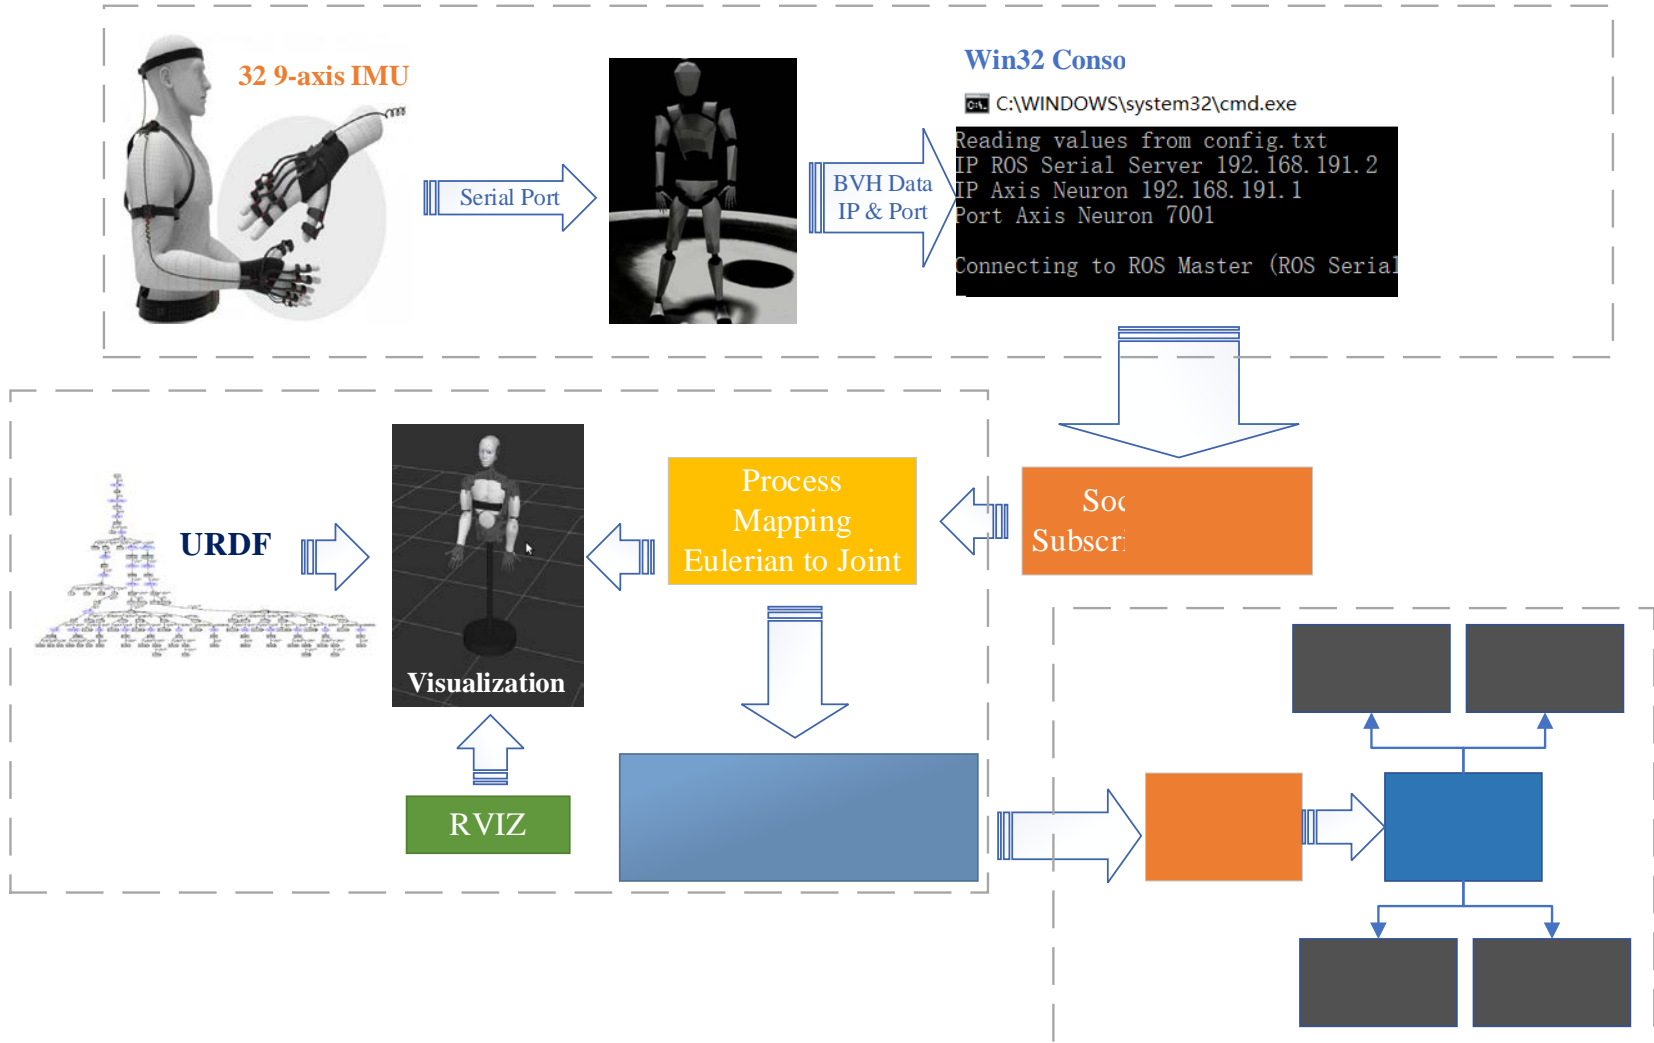 32 9-axis IMU
Serial Port
BVH Data
IP & Port
Win32 Conso
C:\WINDOWS\system32\cmd.exe
Reading values from config.txt
IP ROS Serial Server 192.168.191.2
IP Axis Neuron 192.168.191.1
Port Axis Neuron 7001
Connecting to ROS Master (ROS Serial
URDF
Visualization
RVIZ
Process
Mapping
Eulerian to Joint
Soc
Subscri